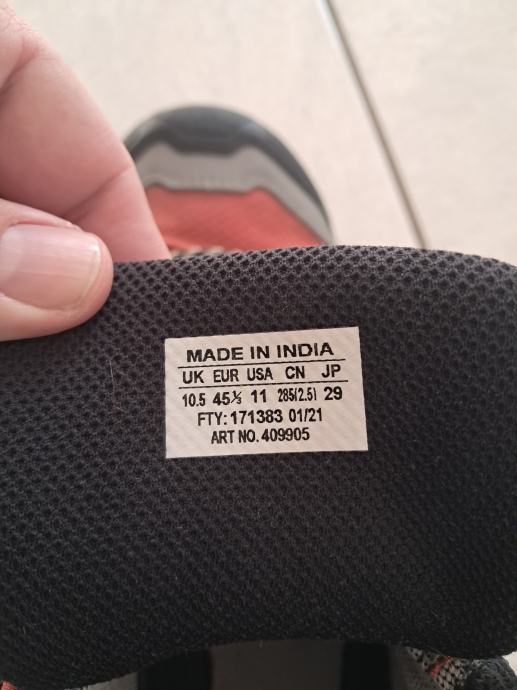 MADE IN INDIA
UK EUR USA CN JP
10.5 45⅓ 11 285(2.5) 29
FTY: 171383 01/21
ART NO. 409905